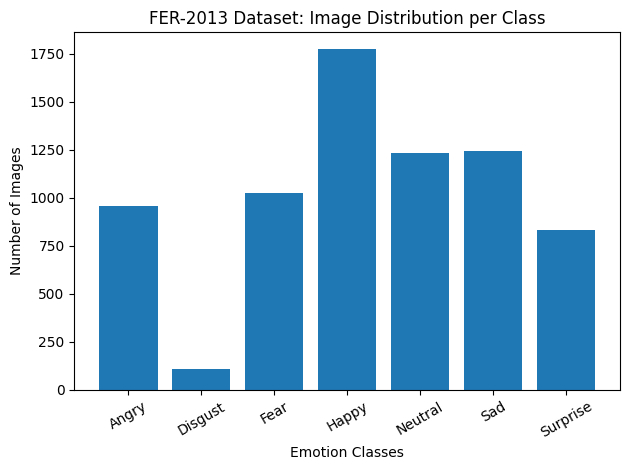 FER-2013 Dataset: Image Distribution per Class
Number of Images
1750
1500
1250
1000
750
500
250
0
Angry Disgust Fear Happy Neutral Sad Surprise
Emotion Classes